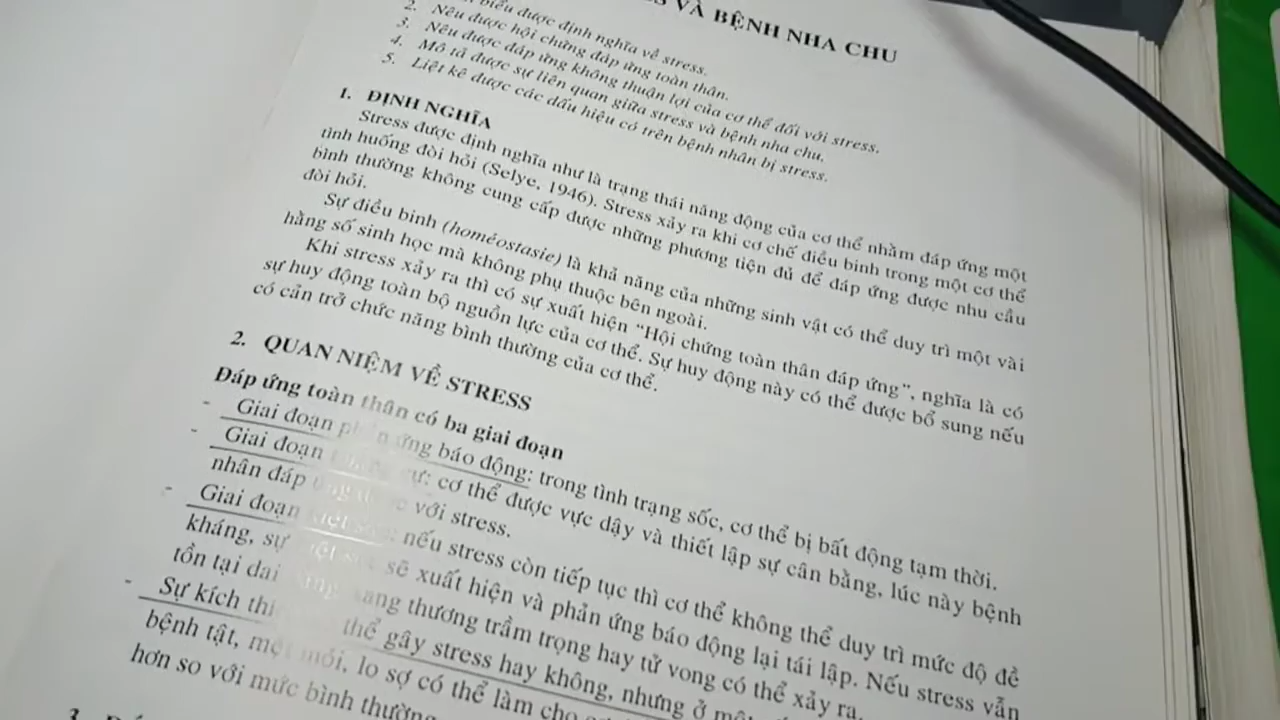 VÀ BỆNH NHA CHU
biểu được định nghĩa về stress.
2. Nêu được hội chứng đáp ứng toàn thân.
3. Nêu được đáp ứng không thuận lợi của cơ thể đối với stress.
4. Mô tả được sự liên quan giữa stress và bệnh nha chu.
5. Liệt kê được các dấu hiệu có trên bệnh nhân bị stress.
1. ĐỊNH NGHĨA
Stress được định nghĩa như là trạng thái năng động của cơ thể nhằm đáp ứng một
tình huống đòi hỏi (Selye, 1946). Stress xảy ra khi cơ chế điều bình trong một cơ thể
bình thường không cung cấp được những phương tiện đủ để đáp ứng được nhu cầu
đòi hỏi.
Sự điều bình (homéostasie) là khả năng của những sinh vật có thể duy trì một vài
hằng số sinh học mà không phụ thuộc bên ngoài.
Khi stress xảy ra thì có sự xuất hiện "Hội chứng toàn thân đáp ứng", nghĩa là có
sự huy động toàn bộ nguồn lực của cơ thể. Sự huy động này có thể được bổ sung nếu
có cản trở chức năng bình thường của cơ thể.
2. QUAN NIỆM VỀ STRESS
Đáp ứng toàn thân có ba giai đoạn
- Giai đoạn phản ứng báo động: trong tình trạng sốc, cơ thể bị bất động tạm thời.
- Giai đoạn cự: cơ thể được vực dậy và thiết lập sự cân bằng, lúc này bệnh
nhân đáp ứng được với stress.
- Giai đoạn kiệt sức: nếu stress còn tiếp tục thì cơ thể không thể duy trì mức độ đề
kháng, sự kiệt sức sẽ xuất hiện và phản ứng báo động lại tái lập. Nếu stress vẫn
tồn tại dai dẳng sang thương trầm trọng hay tử vong có thể xảy ra.
- Sự kích thể gây stress hay không, nhưng ở
bệnh tật, mệt mỏi, lo sợ có thể làm cho
hơn so với mức bình thường
3.